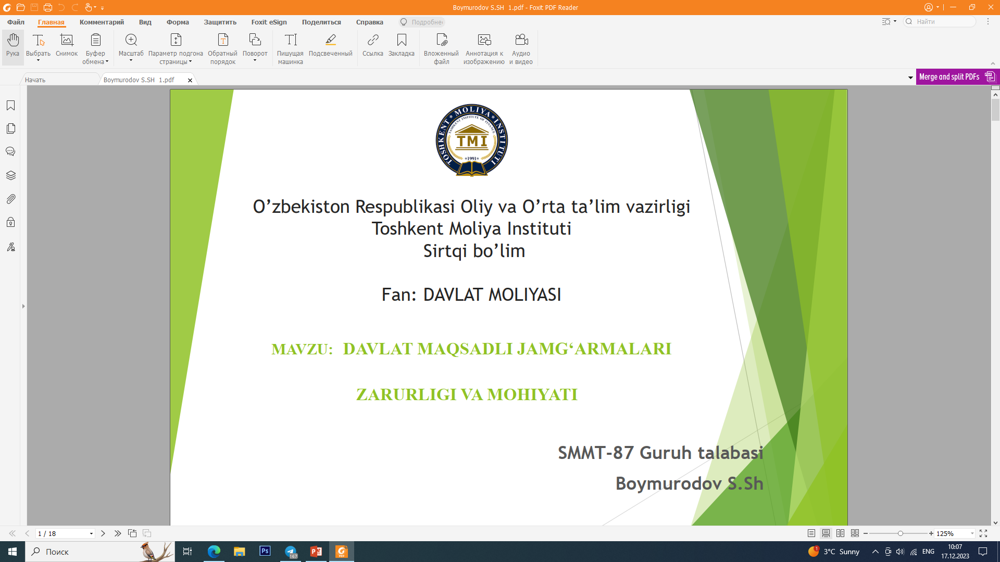 Boymurodov S.SH 1.pdf - Foxit PDF Reader
Файл Главная Комментарий Вид Форма Защитить Foxit eSign Поделиться Справка Подробнее Найти
Рука Выбрать Снимок Буфер обмена Масштаб Параметр подгона страницы Обратный порядок Поворот Пишущая машинка Подсвеченный Ссылка Закладка Вложенный файл Аннотация к изображению Аудио и видео
Начать Boymurodov S.SH 1.pdf Merge and split PDFs
TOSHKENT * MOLIYA * INSTITUTI
TASHKENT INSTITUTE OF FINANCE
TMI
*1991*
O’zbekiston Respublikasi Oliy va O’rta ta’lim vazirligi
Toshkent Moliya Instituti
Sirtqi bo’lim
Fan: DAVLAT MOLIYASI
MAVZU: DAVLAT MAQSADLI JAMG‘ARMALARI
ZARURLIGI VA MOHIYATI
SMMT-87 Guruh talabasi
Boymurodov S.Sh
1 / 18 125%
Поиск Ps 167 3°C Sunny ENG 10:07
17.12.2023